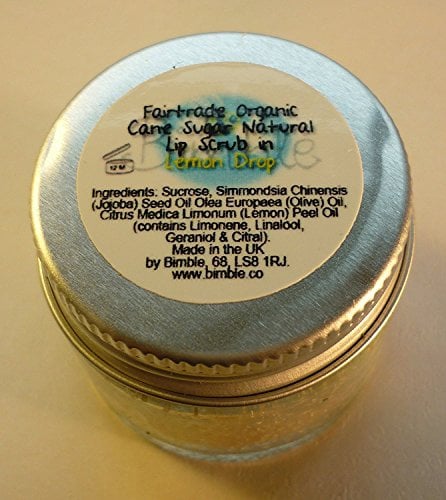 Fairtrade Organic
Cane Sugar Natural
Lip Scrub in
Bimble
Lemon Drop
12 M
Ingredients: Sucrose, Simmondsia Chinensis
(Jojoba) Seed Oil Olea Europaea (Olive) Oil,
Citrus Medica Limonum (Lemon) Peel Oil
(contains Limonene, Linalool,
Geraniol & Citral).
Made in the UK
by Bimble, 68, LS8 1RJ.
www.bimble.co